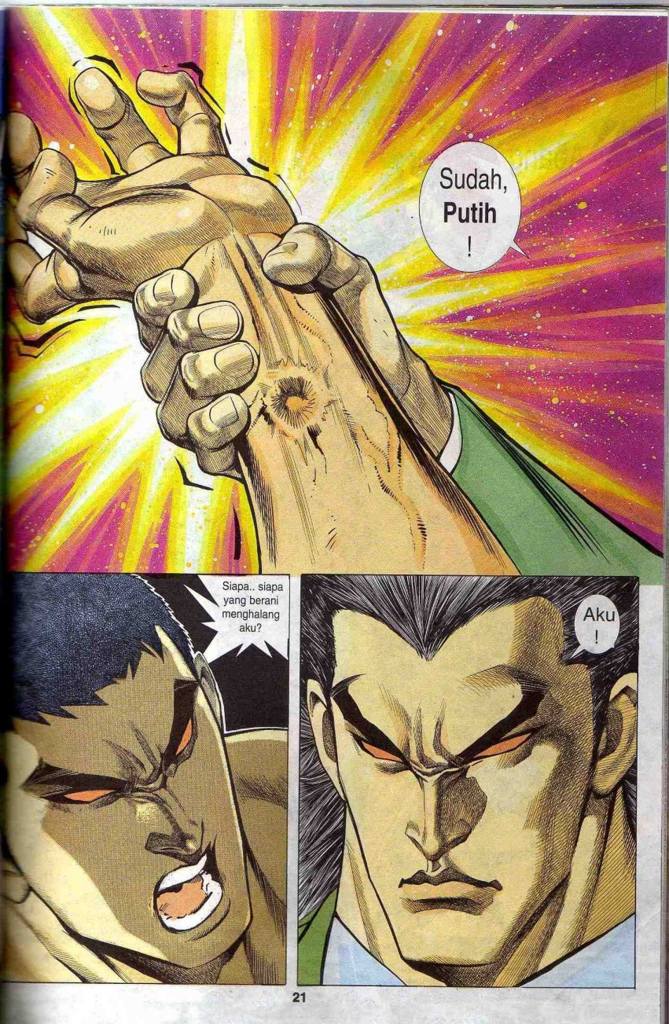 Sudah,
Putih
!
Siapa.. siapa
yang berani
menghalang
aku?
Aku
!
21